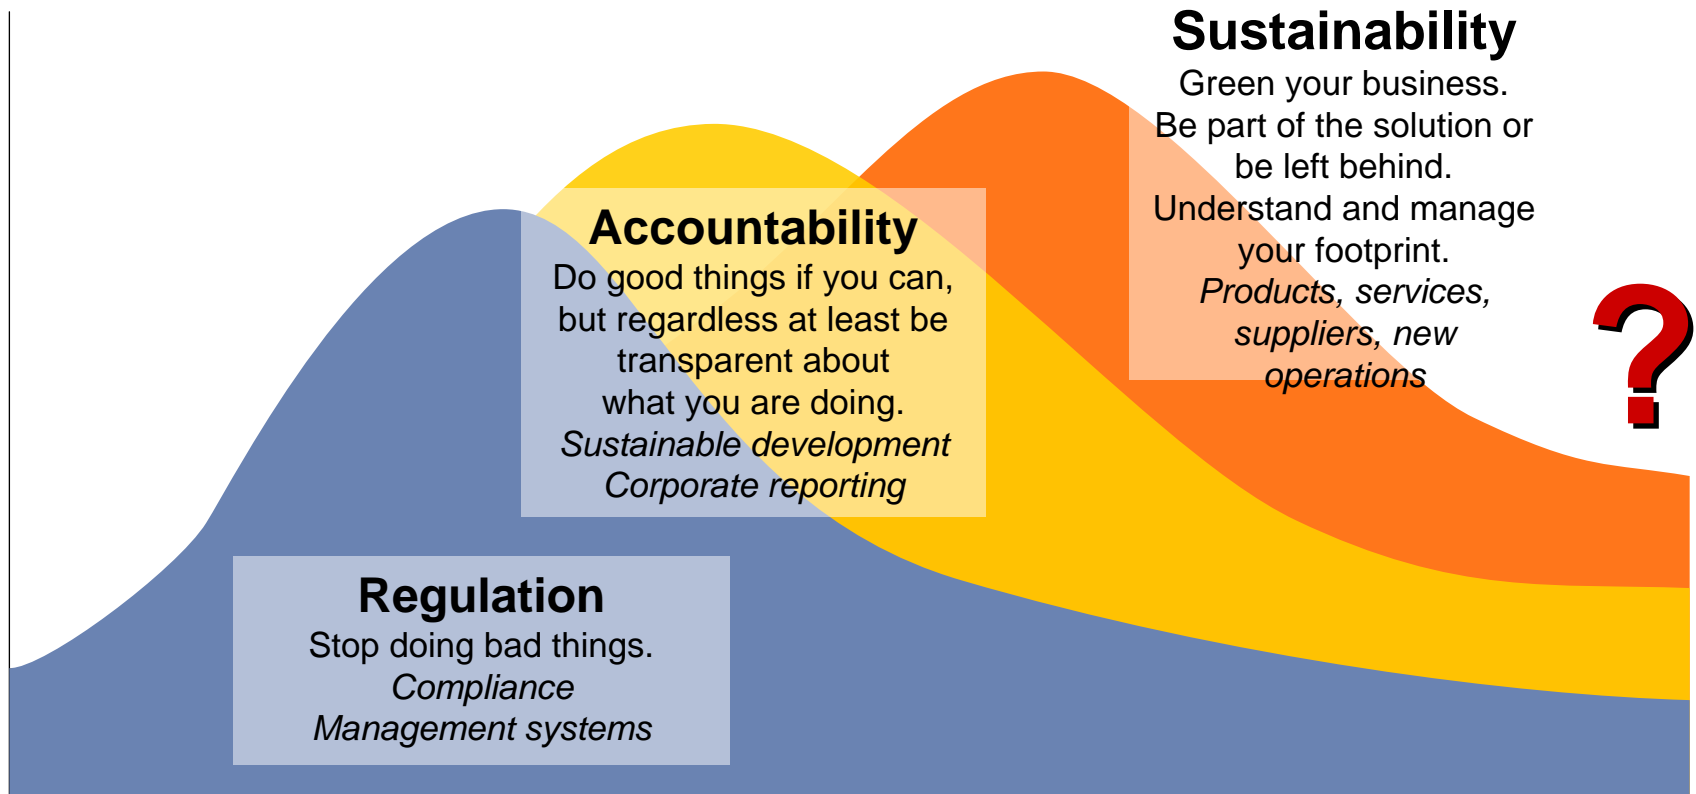 Sustainability
Green your business.
Be part of the solution or
be left behind.
Understand and manage
your footprint.
Products, services,
suppliers, new
operations
?
Accountability
Do good things if you can,
but regardless at least be
transparent about
what you are doing.
Sustainable development
Corporate reporting
Regulation
Stop doing bad things.
Compliance
Management systems